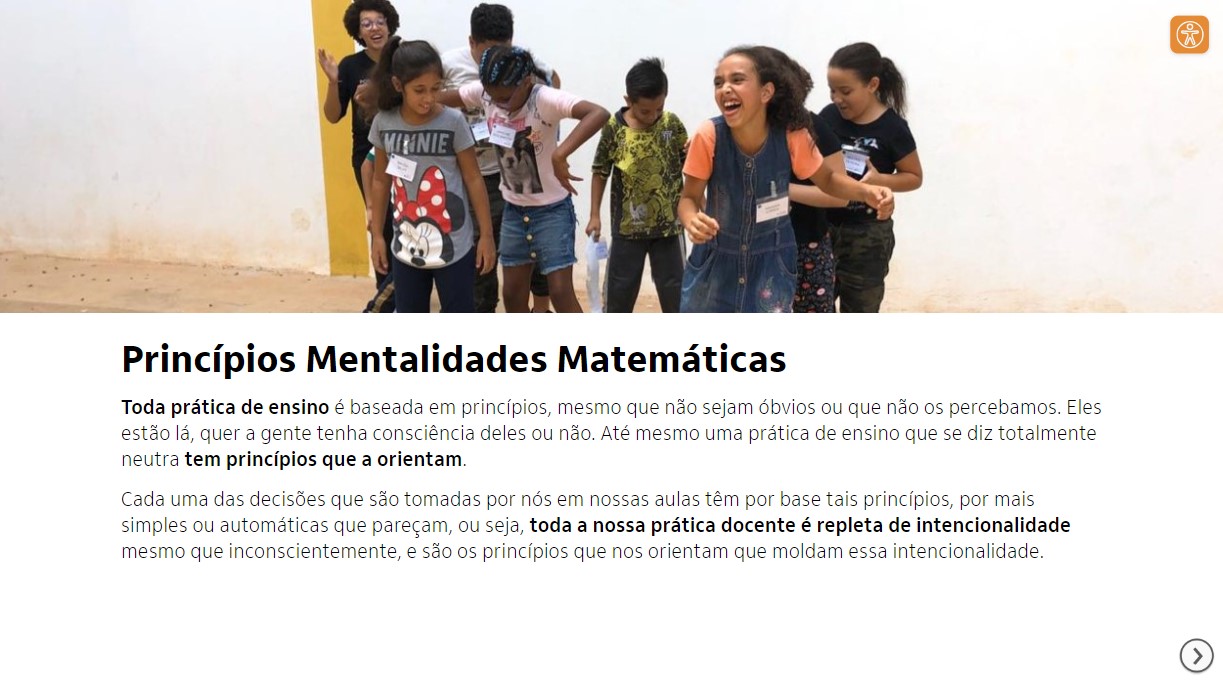 MINNIE
Princípios Mentalidades Matemáticas
Toda prática de ensino é baseada em princípios, mesmo que não sejam óbvios ou que não os percebamos. Eles
estão lá, quer a gente tenha consciência deles ou não. Até mesmo uma prática de ensino que se diz totalmente
neutra tem princípios que a orientam.
Cada uma das decisões que são tomadas por nós em nossas aulas têm por base tais princípios, por mais
simples ou automáticas que pareçam, ou seja, toda a nossa prática docente é repleta de intencionalidade
mesmo que inconscientemente, e são os princípios que nos orientam que moldam essa intencionalidade.